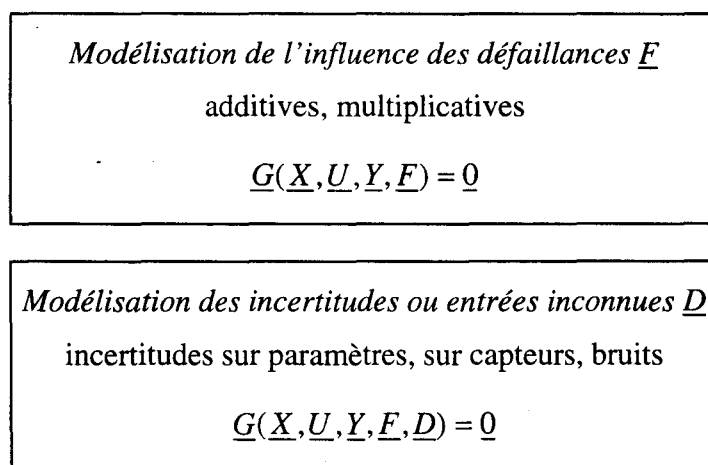 Modélisation de l'influence des défaillances F
additives, multiplicatives
G(X,U,Y,F) = 0
Modélisation des incertitudes ou entrées inconnues D
incertitudes sur paramètres, sur capteurs, bruits
G(X,U,Y,F,D) = 0